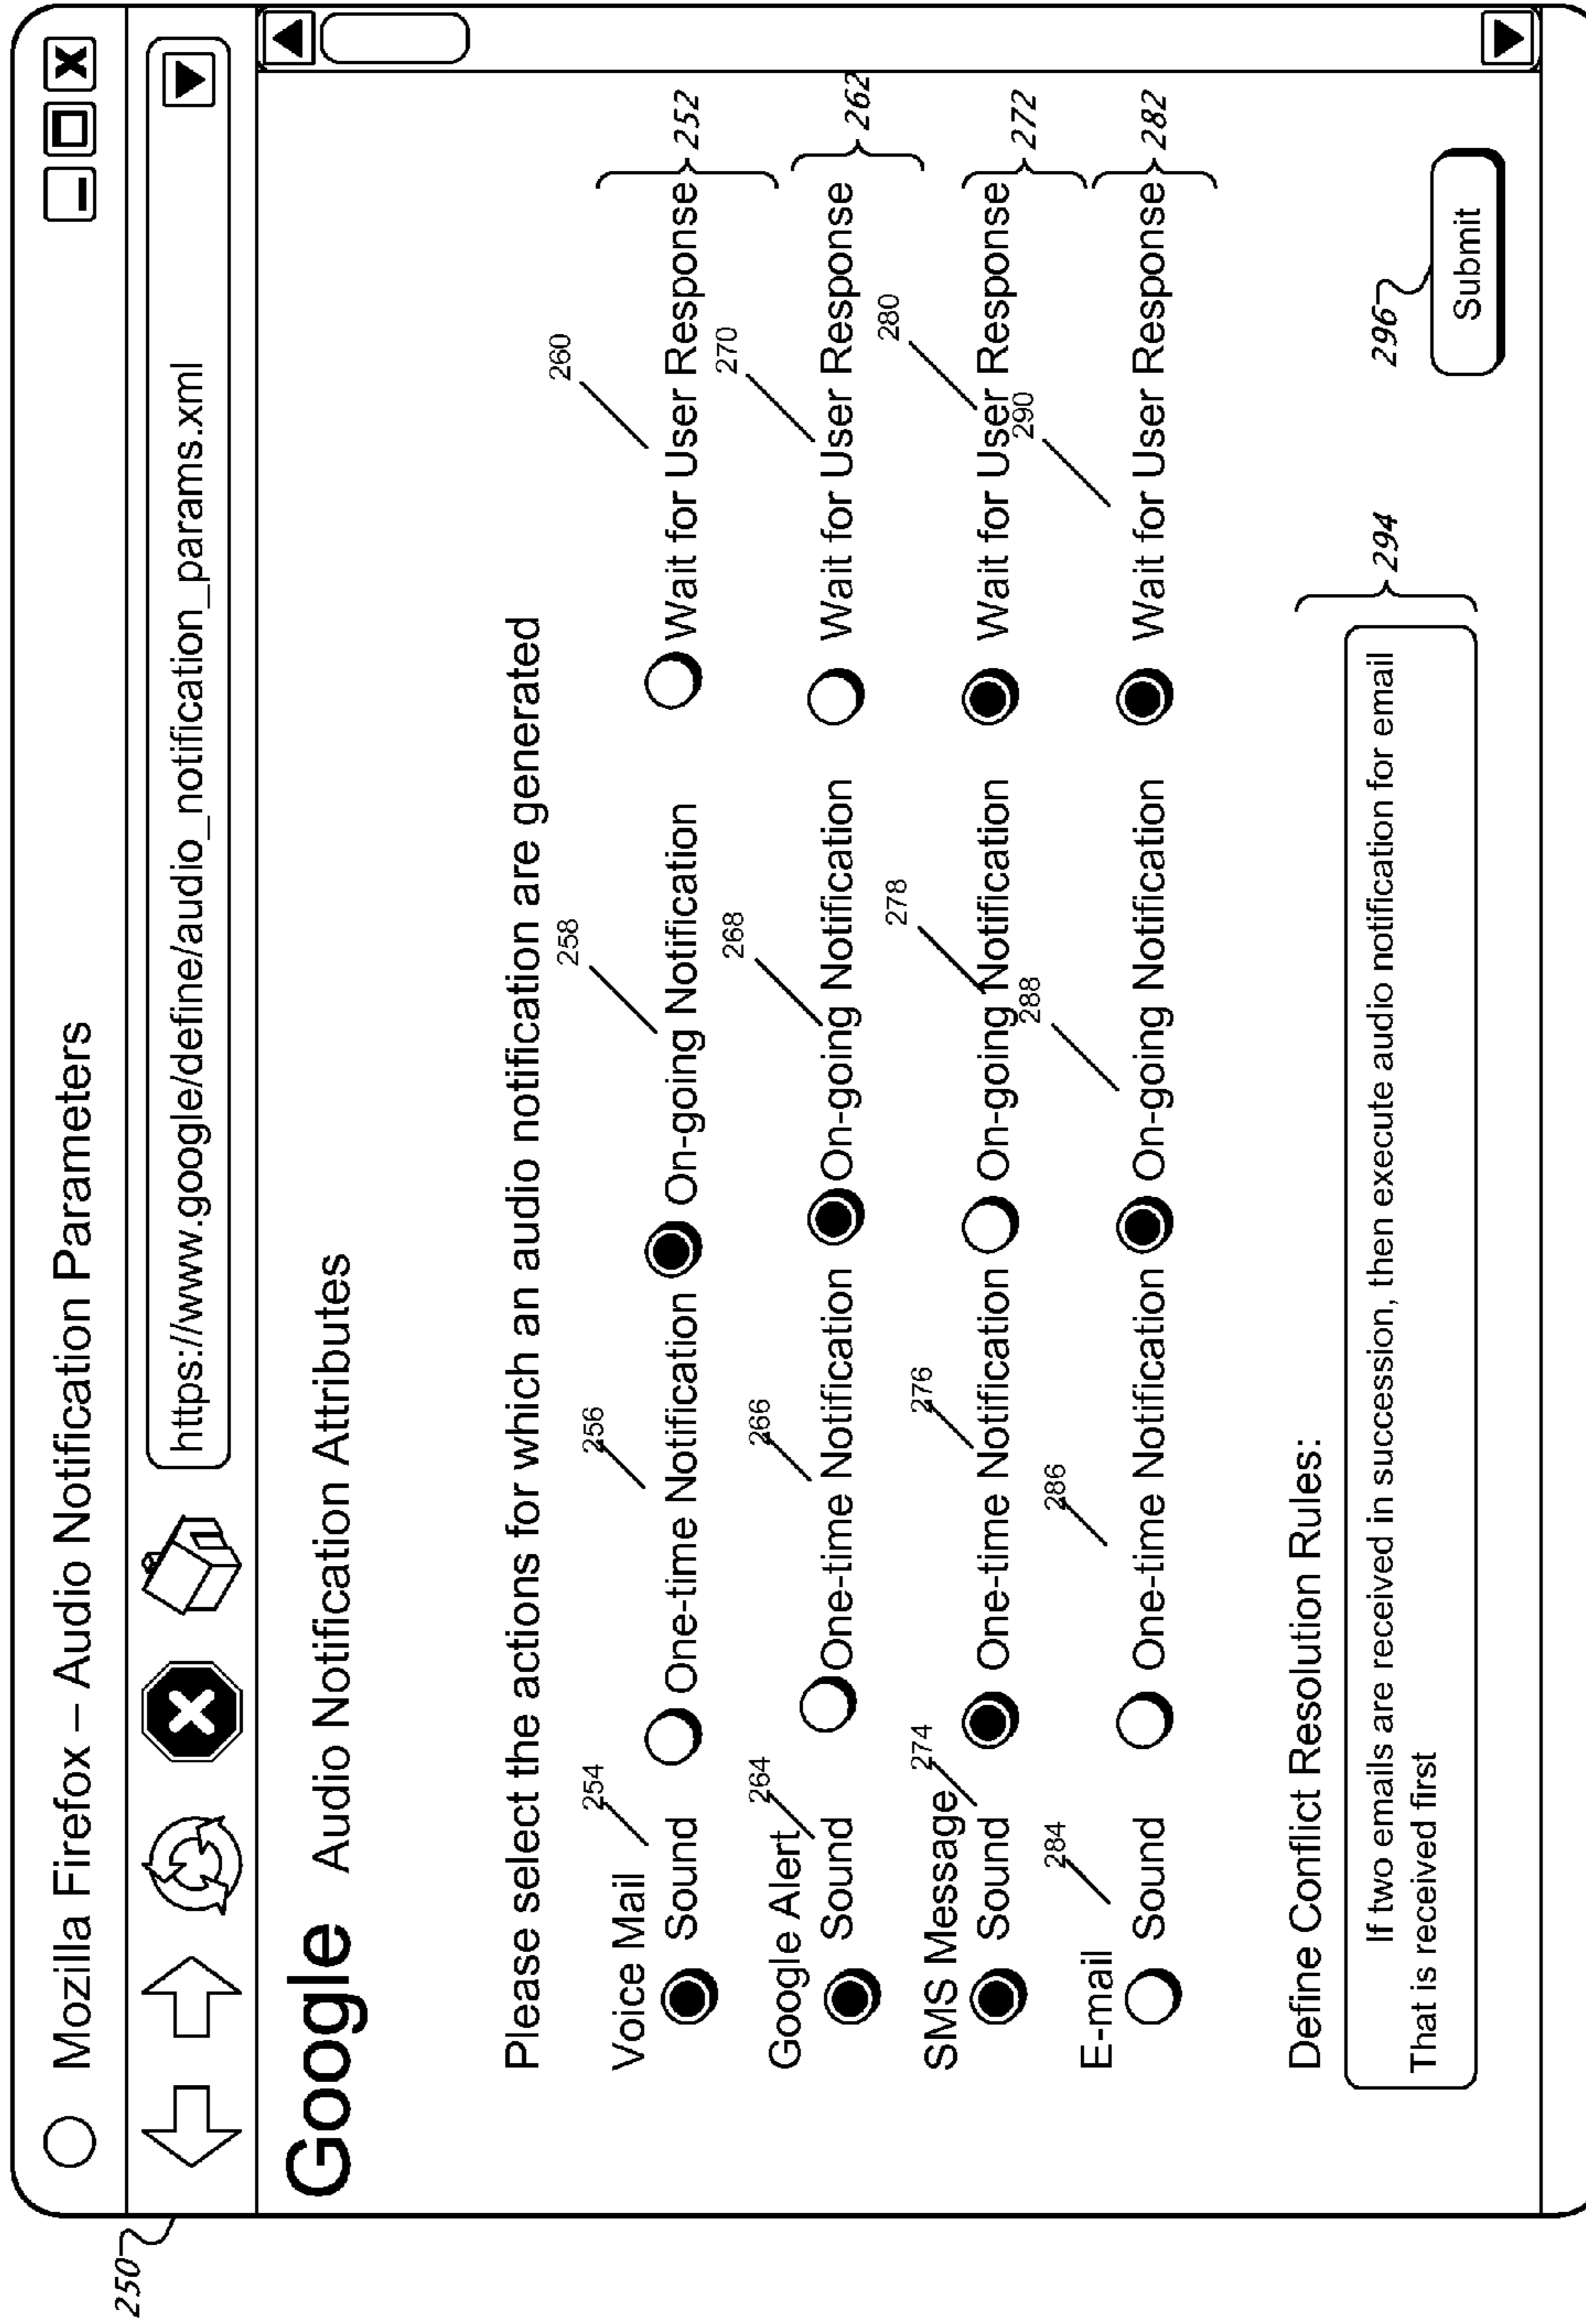 250
Mozilla Firefox – Audio Notification Parameters
https://www.google/define/audio_notification_params.xml
Google Audio Notification Attributes
Please select the actions for which an audio notification are generated
254 256 258 260
Voice Mail
Sound One-time Notification On-going Notification Wait for User Response 252
264 266 268 270
Google Alert
Sound One-time Notification On-going Notification Wait for User Response 262
274 276 278 280
SMS Message
Sound One-time Notification On-going Notification Wait for User Response 272
284 286 288 290
E-mail
Sound One-time Notification On-going Notification Wait for User Response 282
Define Conflict Resolution Rules:
If two emails are received in succession, then execute audio notification for email
That is received first
294
296
Submit